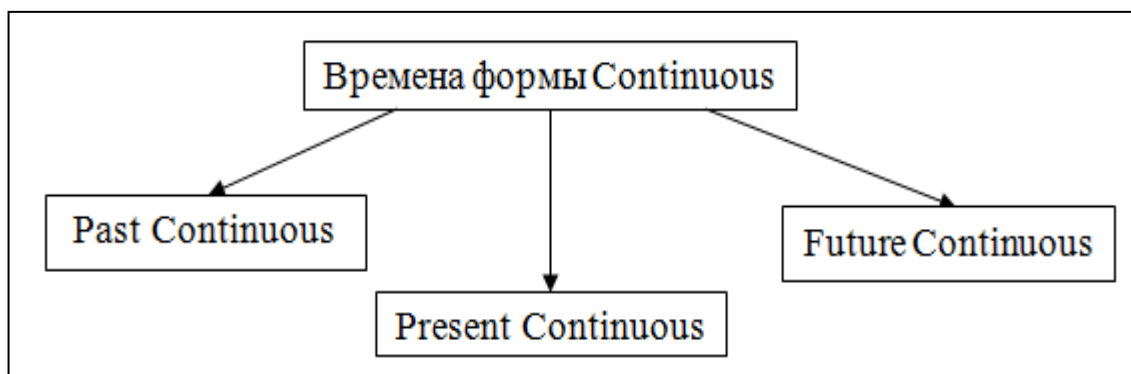 Времена формы Continuous
Past Continuous
Future Continuous
Present Continuous